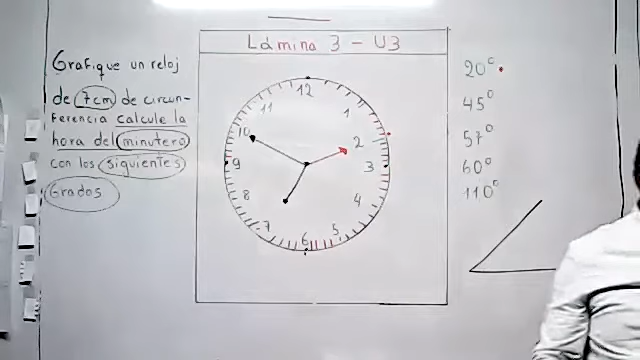 Lámina 3 - U3
Grafique un reloj
de 7cm de circun-
ferencia calcule la
hora del minutero
con los siguientes
Grados
12
1
2
3
4
5
6
7
8
9
10
11
20°
45°
57°
60°
110°